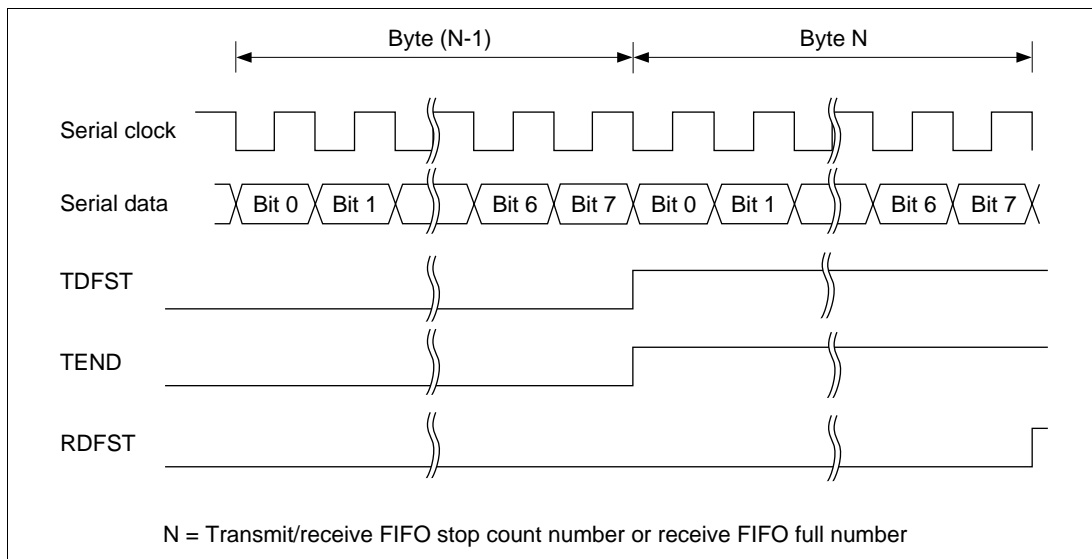 Byte (N-1) Byte N
Serial clock
Serial data Bit 0 Bit 1 Bit 6 Bit 7 Bit 0 Bit 1 Bit 6 Bit 7
TDFST
TEND
RDFST
N = Transmit/receive FIFO stop count number or receive FIFO full number